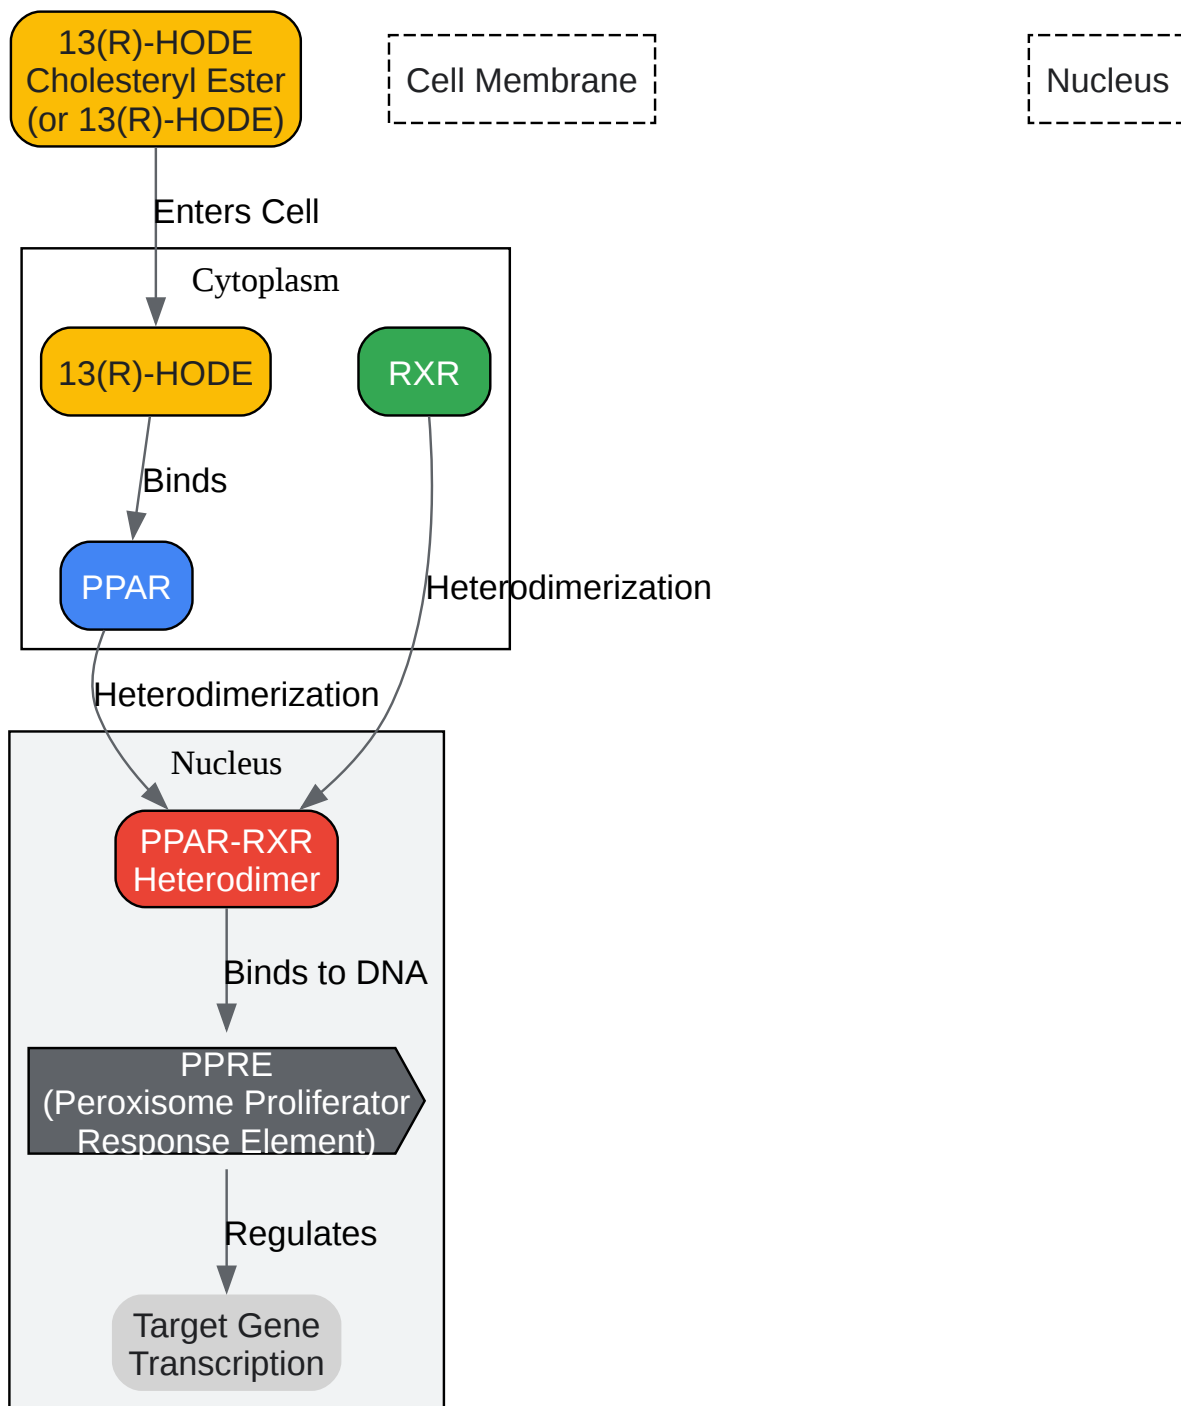 13(R)-HODE
Cholesteryl Ester
(or 13(R)-HODE)
Cell Membrane
Nucleus
Enters Cell
Cytoplasm
13(R)-HODE
RXR
Binds
PPAR
Heterodimerization
Heterodimerization
Nucleus
PPAR-RXR
Heterodimer
Binds to DNA
PPRE
(Peroxisome Proliferator
Response Element)
Regulates
Target Gene
Transcription